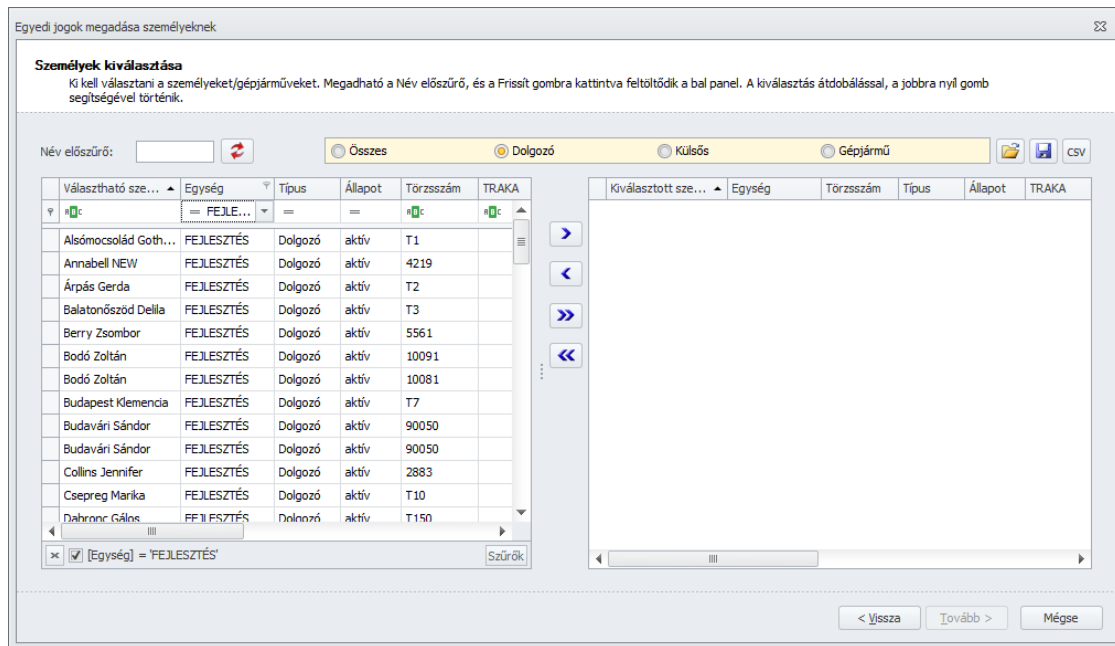 Egyedi jogok megadása személyeknek
Személyek kiválasztása
Ki kell választani a személyeket/gépjárműveket. Megadható a Név előszűrő, és a Frissít gombra kattintva feltöltődik a bal panel. A kiválasztás átdobálással, a jobbra nyíl gomb
segítségével történik.
Név előszűrő:
Összes Dolgozó Külsős Gépjármű CSV
Választható sze... Egység Típus Állapot Törzsszám TRAKA
= FEJLE... = =
Alsómocsolád Goth... FEJLESZTÉS Dolgozó aktív T1
Annabell NEW FEJLESZTÉS Dolgozó aktív 4219
Árpás Gerda FEJLESZTÉS Dolgozó aktív T2
Balatonőszöd Delila FEJLESZTÉS Dolgozó aktív T3
Berry Zsombor FEJLESZTÉS Dolgozó aktív 5561
Bodó Zoltán FEJLESZTÉS Dolgozó aktív 10091
Bodó Zoltán FEJLESZTÉS Dolgozó aktív 10081
Budapest Klemencia FEJLESZTÉS Dolgozó aktív T7
Budavári Sándor FEJLESZTÉS Dolgozó aktív 90050
Budavári Sándor FEJLESZTÉS Dolgozó aktív 90050
Collins Jennifer FEJLESZTÉS Dolgozó aktív 2883
Csepreg Marika FEJLESZTÉS Dolgozó aktív T10
Dabronc Gálos FEJLESZTÉS Dolgozó aktív T150
[Egység] = 'FEJLESZTÉS' Szűrők
Kiválasztott sze... Egység Törzsszám Típus Állapot TRAKA
< Vissza Tovább > Mégse